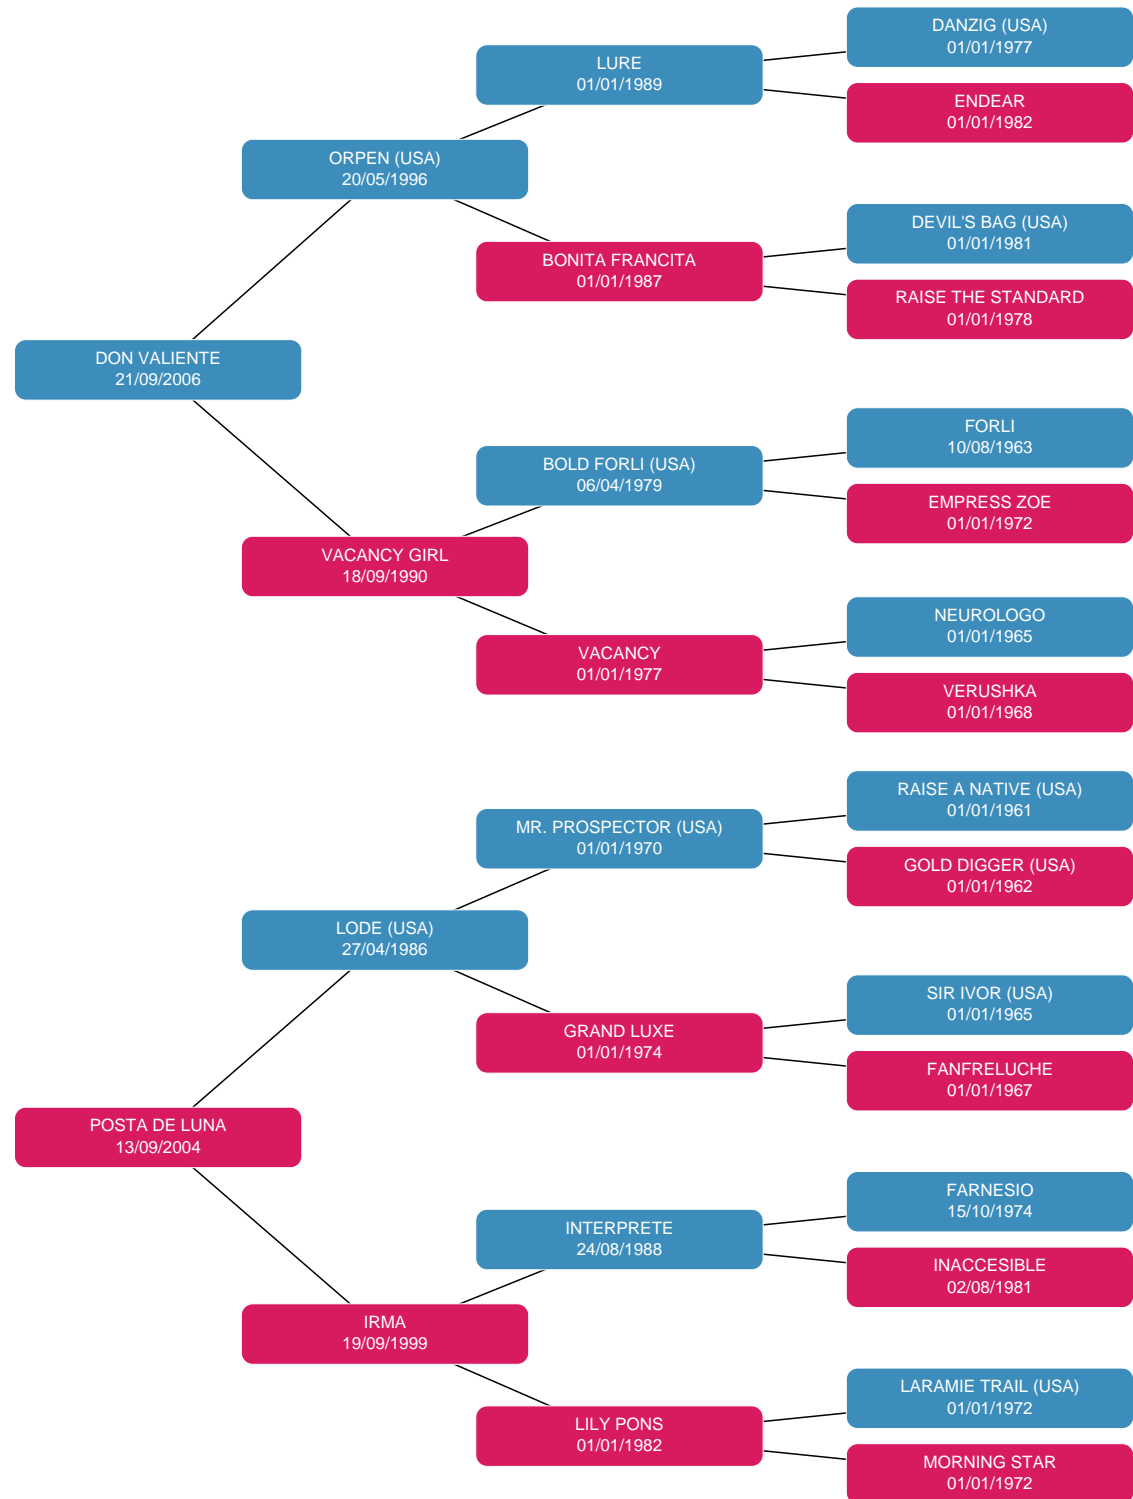 DANZIG (USA)
01/01/1977
LURE
01/01/1989
ENDEAR
01/01/1982
ORPEN (USA)
20/05/1996
DEVIL'S BAG (USA)
01/01/1981
BONITA FRANCITA
01/01/1987
RAISE THE STANDARD
01/01/1978
DON VALIENTE
21/09/2006
FORLI
10/08/1963
BOLD FORLI (USA)
06/04/1979
EMPRESS ZOE
01/01/1972
VACANCY GIRL
18/09/1990
NEUROLOGO
01/01/1965
VACANCY
01/01/1977
VERUSHKA
01/01/1968
RAISE A NATIVE (USA)
01/01/1961
MR. PROSPECTOR (USA)
01/01/1970
GOLD DIGGER (USA)
01/01/1962
LODE (USA)
27/04/1986
SIR IVOR (USA)
01/01/1965
GRAND LUXE
01/01/1974
FANFRELUCHE
01/01/1967
POSTA DE LUNA
13/09/2004
FARNESIO
15/10/1974
INTERPRETE
24/08/1988
INACCESIBLE
02/08/1981
IRMA
19/09/1999
LARAMIE TRAIL (USA)
01/01/1972
LILY PONS
01/01/1982
MORNING STAR
01/01/1972